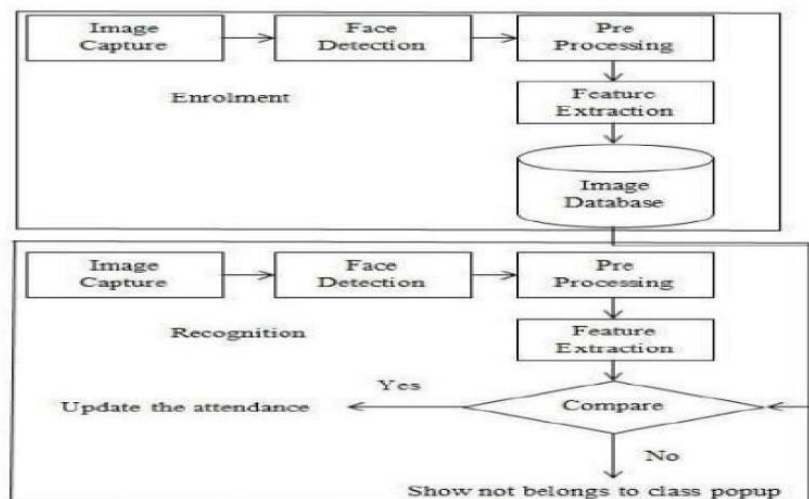 Image
Capture
Face
Detection
Pre
Processing
Enrolment
Feature
Extraction
Image
Database
Image
Capture
Face
Detection
Pre
Processing
Recognition
Feature
Extraction
Yes
Update the attendance
Compare
No
Show not belongs to class popup